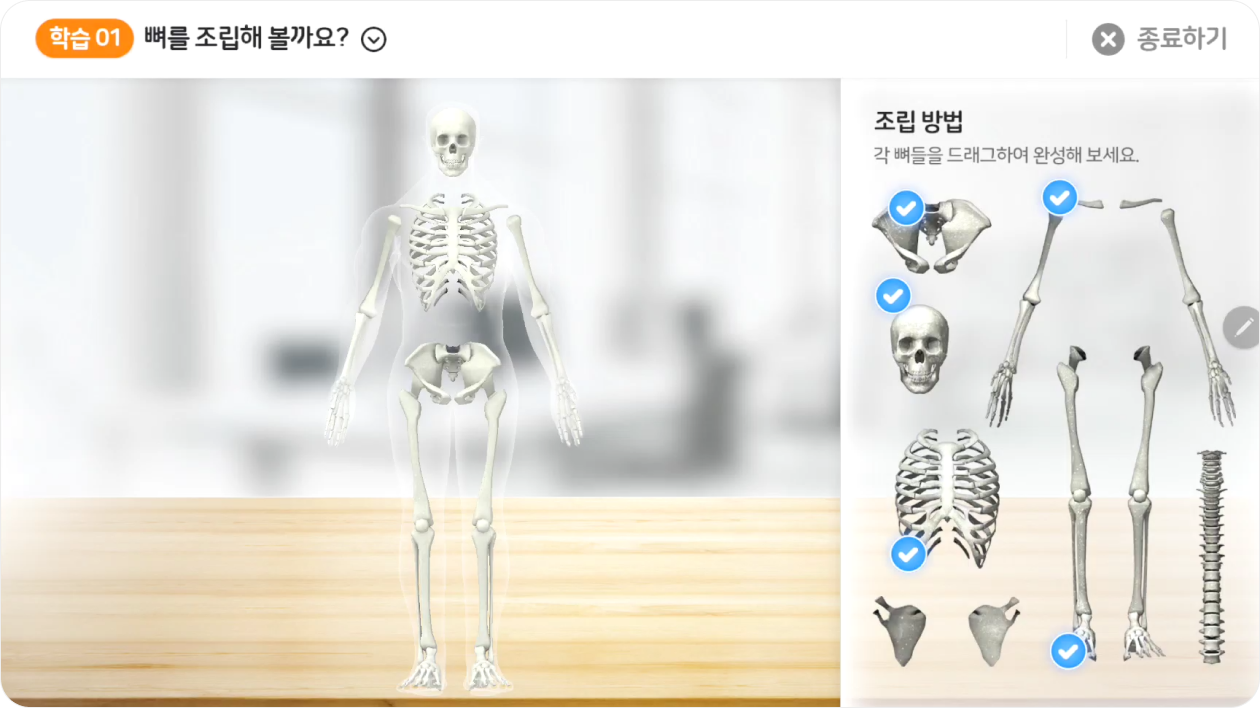 학습 01 뼈를 조립해 볼까요?
종료하기
조립 방법
각 뼈들을 드래그하여 완성해 보세요.